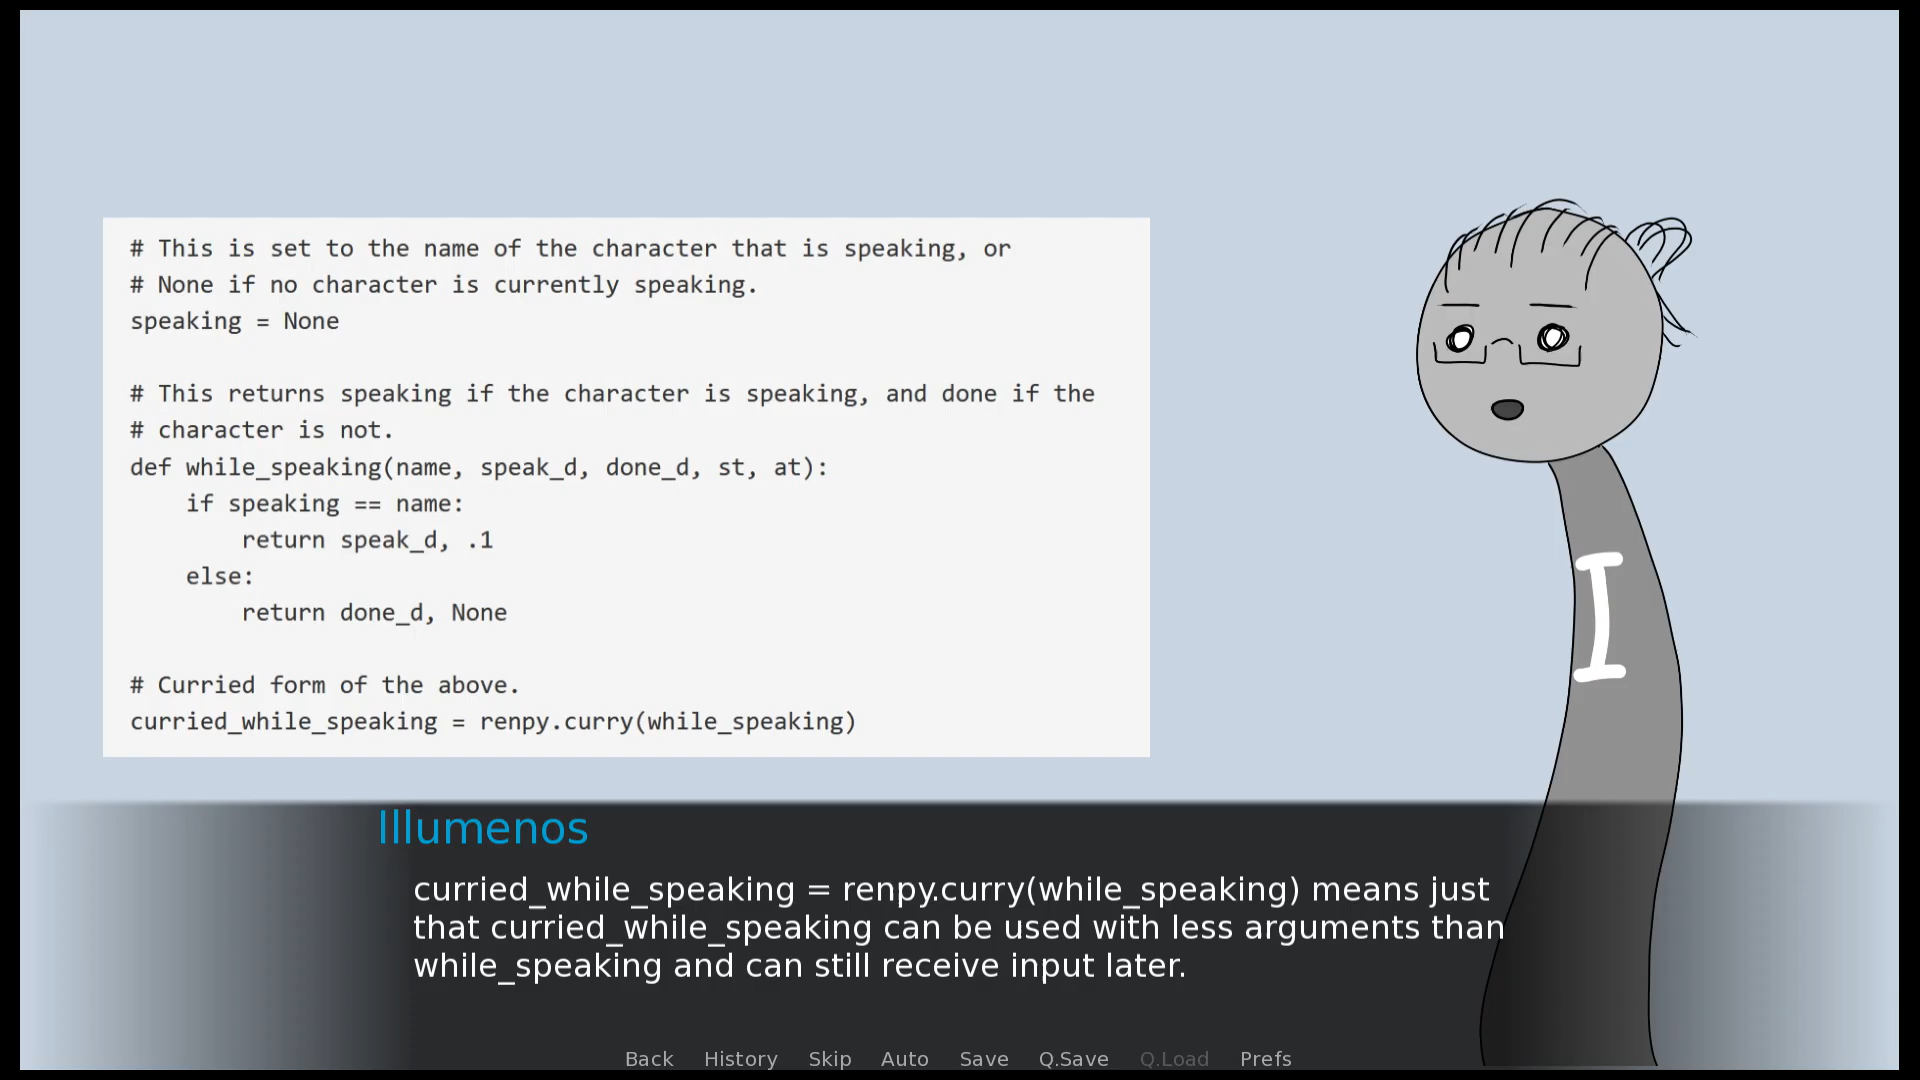 # This is set to the name of the character that is speaking, or
# None if no character is currently speaking.
speaking = None
# This returns speaking if the character is speaking, and done if the
# character is not.
def while_speaking(name, speak_d, done_d, st, at):
    if speaking == name:
        return speak_d, .1
    else:
        return done_d, None
# Curried form of the above.
curried_while_speaking = renpy.curry(while_speaking)
I
Illumenos
curried_while_speaking = renpy.curry(while_speaking) means just
that curried_while_speaking can be used with less arguments than
while_speaking and can still receive input later.
Back History Skip Auto Save Q.Save Q.Load Prefs